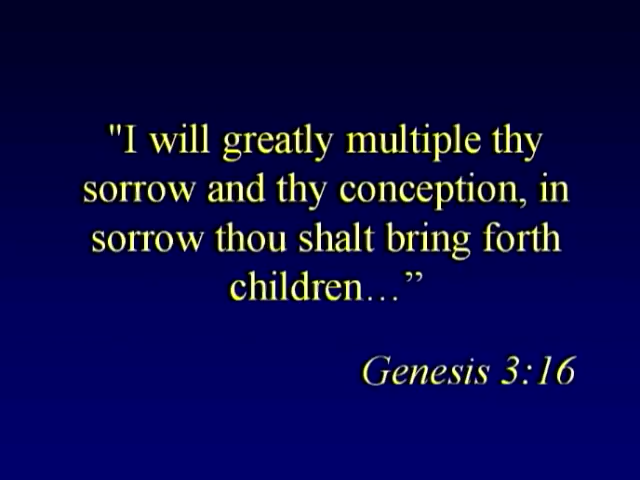 "I will greatly multiple thy
sorrow and thy conception, in
sorrow thou shalt bring forth
children…”
Genesis 3:16